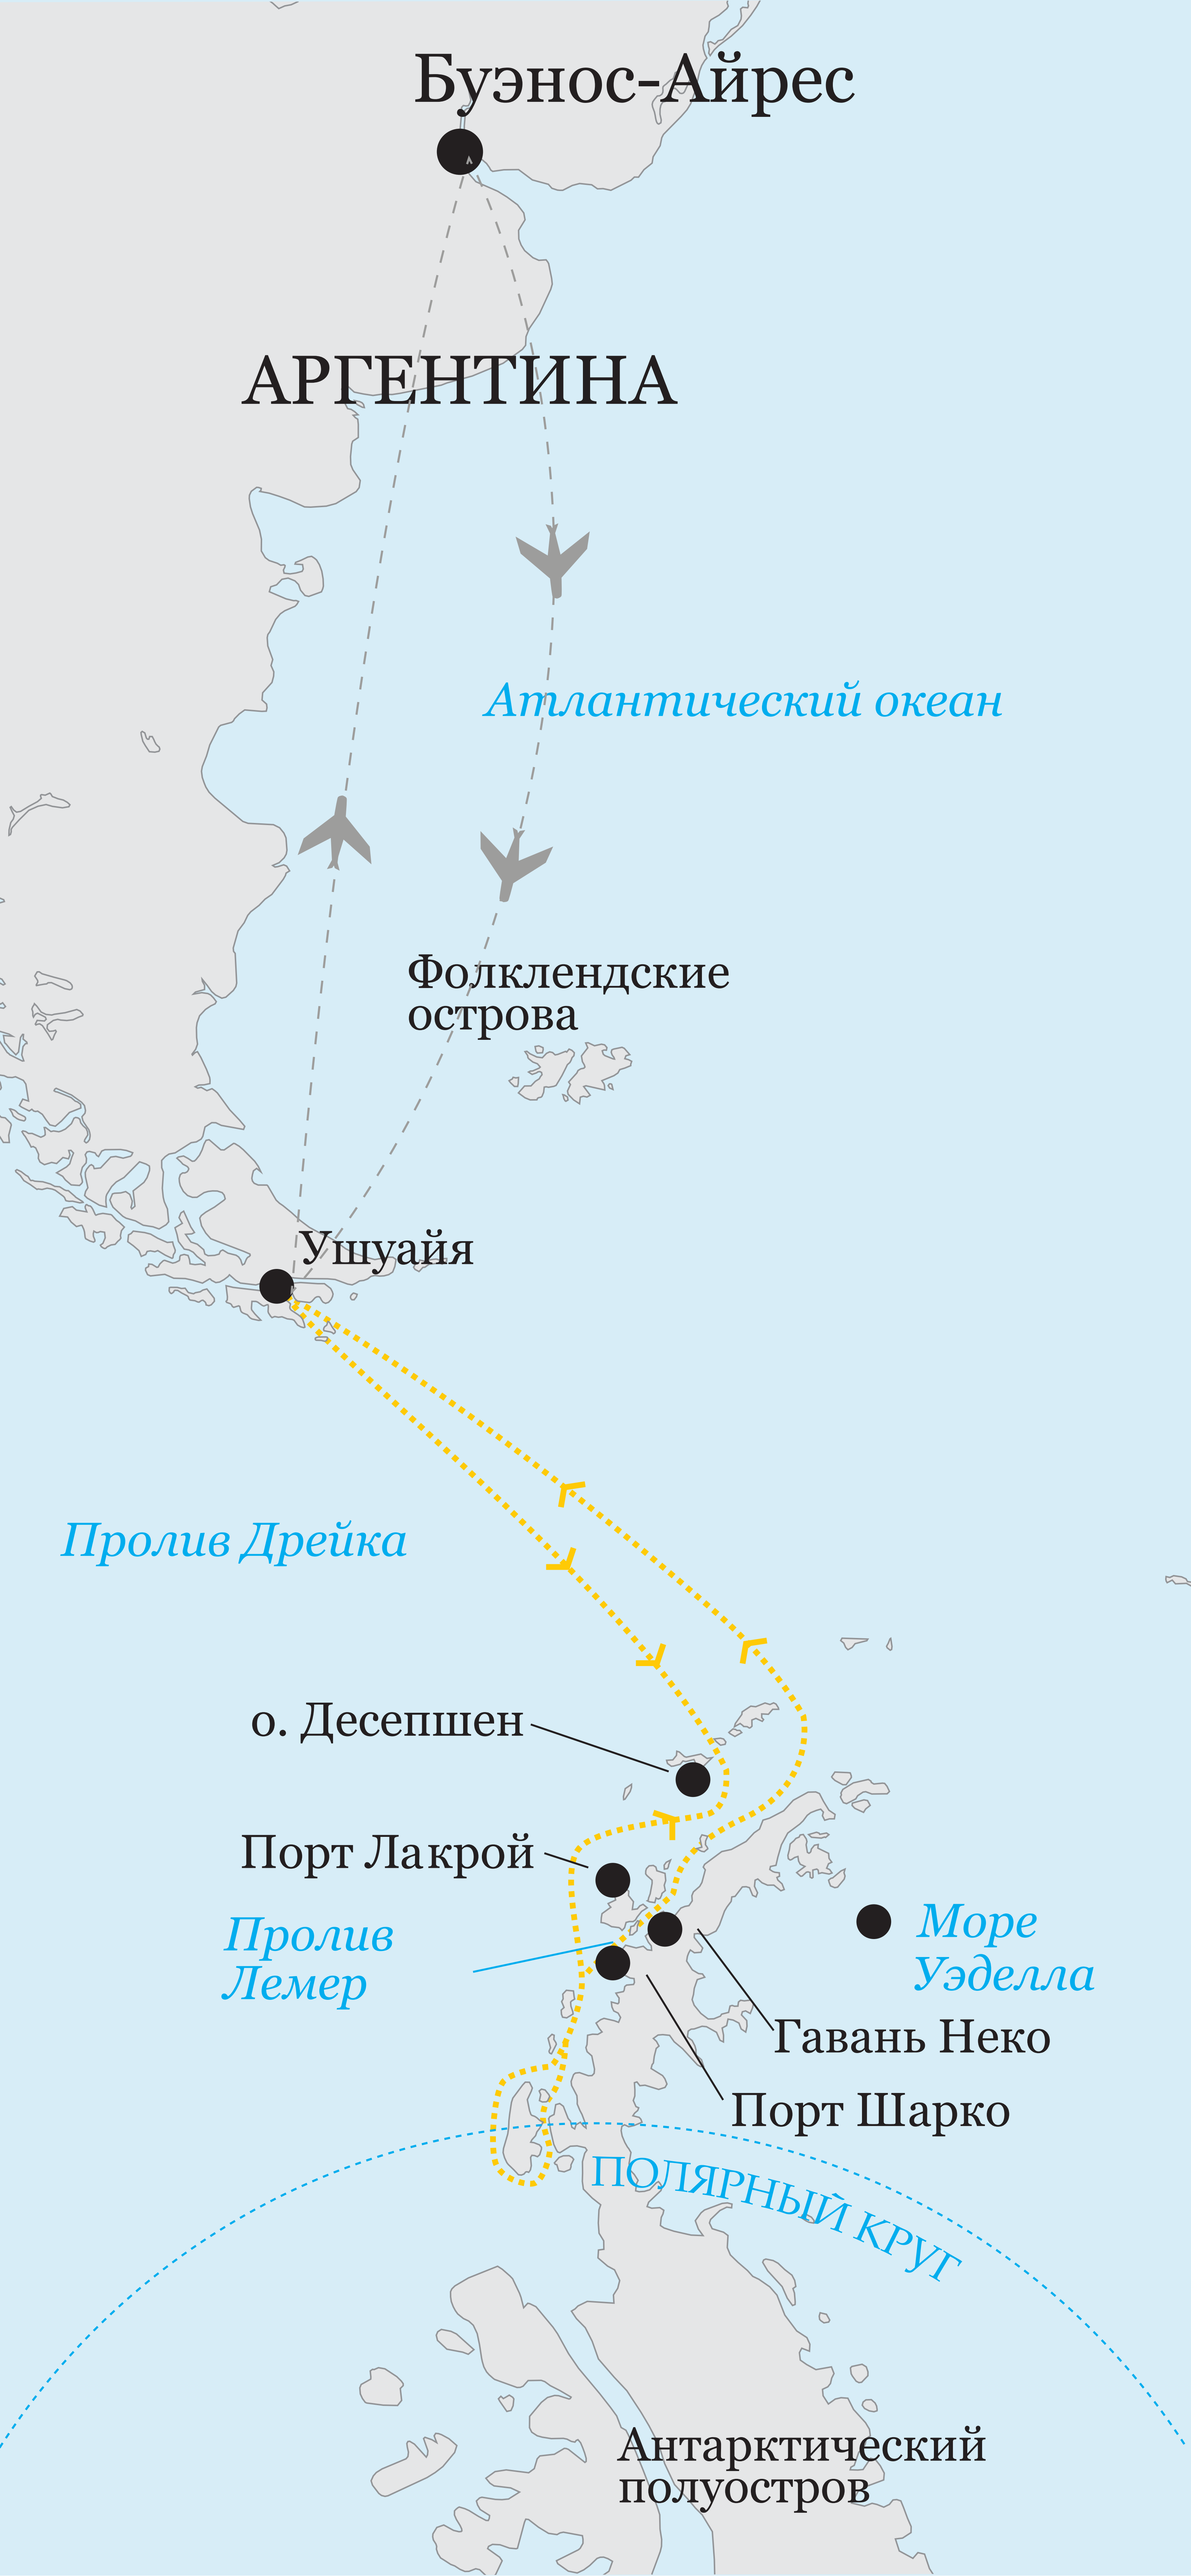 Буэнос-Айрес
АРГЕНТИНА
Атлантический океан
Фолклендские
острова
Ушуайя
Пролив Дрейка
о. Десепшен
Порт Лакрой
Пролив
Лемер
Море
Уэделла
Гавань Неко
Порт Шарко
ПОЛЯРНЫЙ КРУГ
Антарктический
полуостров